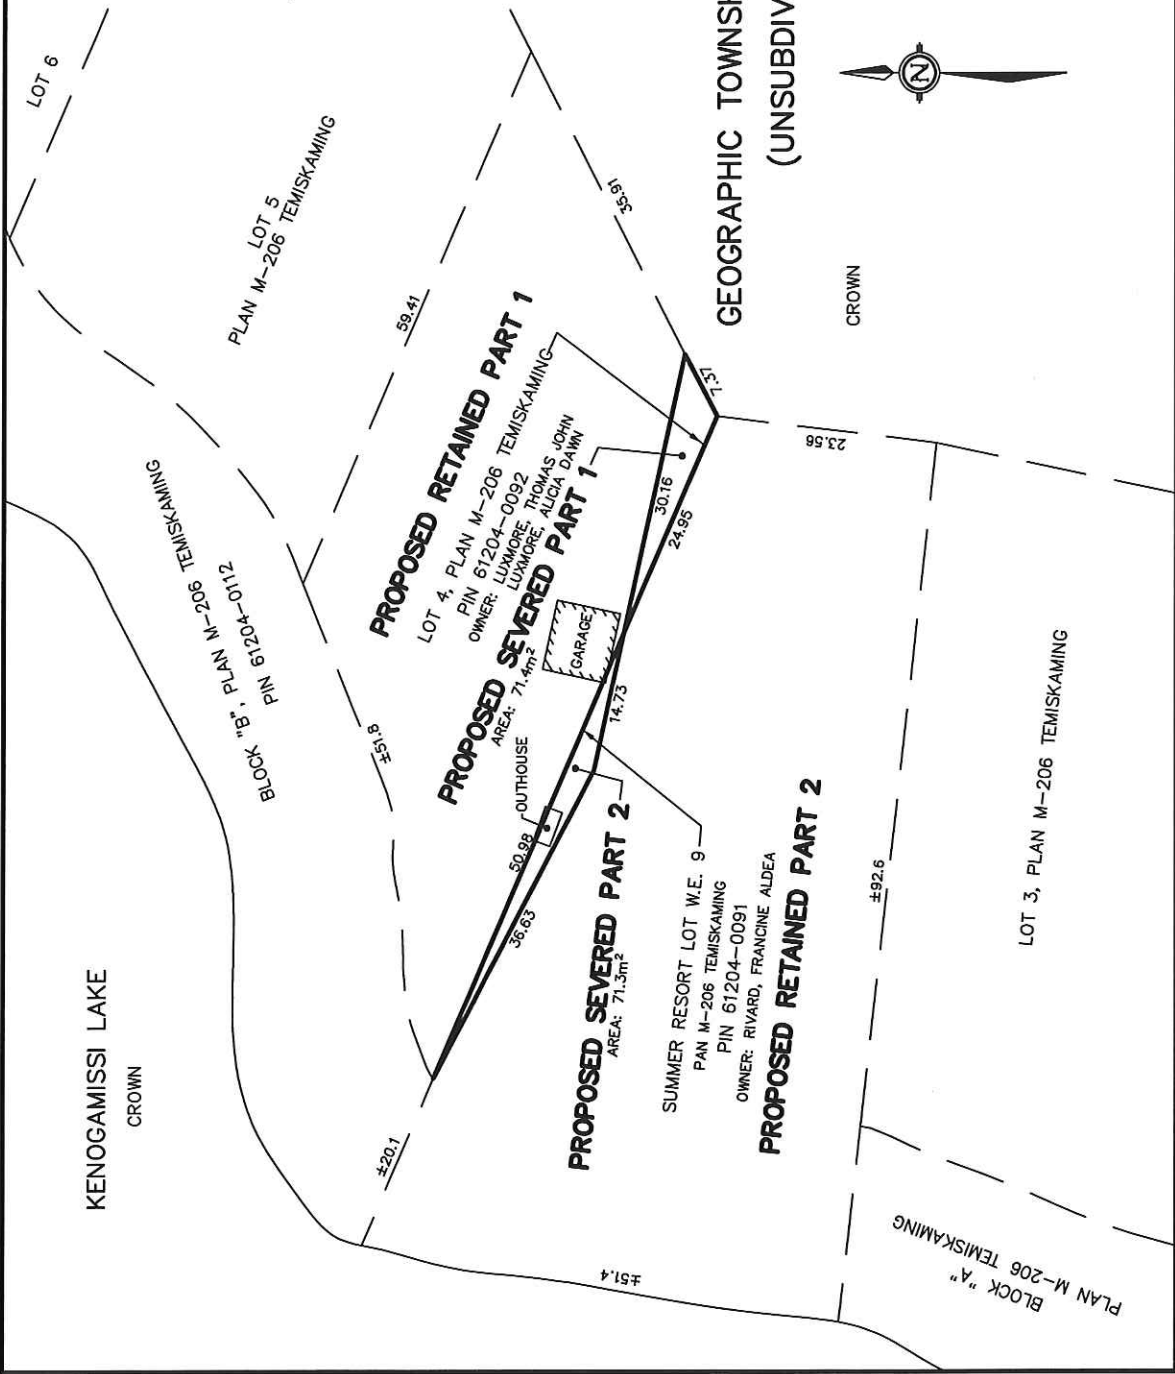 KENOGAMISSI LAKE
CROWN
LOT 6
LOT 5
PLAN M-206 TEMISKAMING
BLOCK "B", PLAN M-206 TEMISKAMING
PIN 61204-0112
59.41
35.91
±51.8
±20.1
PROPOSED RETAINED PART 1
LOT 4, PLAN M-206 TEMISKAMING
PIN 61204-0092
OWNER: LUXMORE, THOMAS JOHN
LUXMORE, ALICIA DAWN
PROPOSED SEVERED PART 1
AREA: 71.4m²
OUTHOUSE
GARAGE
50.98
36.63
14.73
30.16
24.95
7.37
23.56
PROPOSED SEVERED PART 2
AREA: 71.3m²
SUMMER RESORT LOT W.E. 9
PAN M-206 TEMISKAMING
PIN 61204-0091
OWNER: RIVARD, FRANCINE ALDEA
PROPOSED RETAINED PART 2
±51.4
±92.6
LOT 3, PLAN M-206 TEMISKAMING
BLOCK "A"
PLAN M-206 TEMISKAMING
GEOGRAPHIC TOWNSH
(UNSUBDIV
CROWN
N